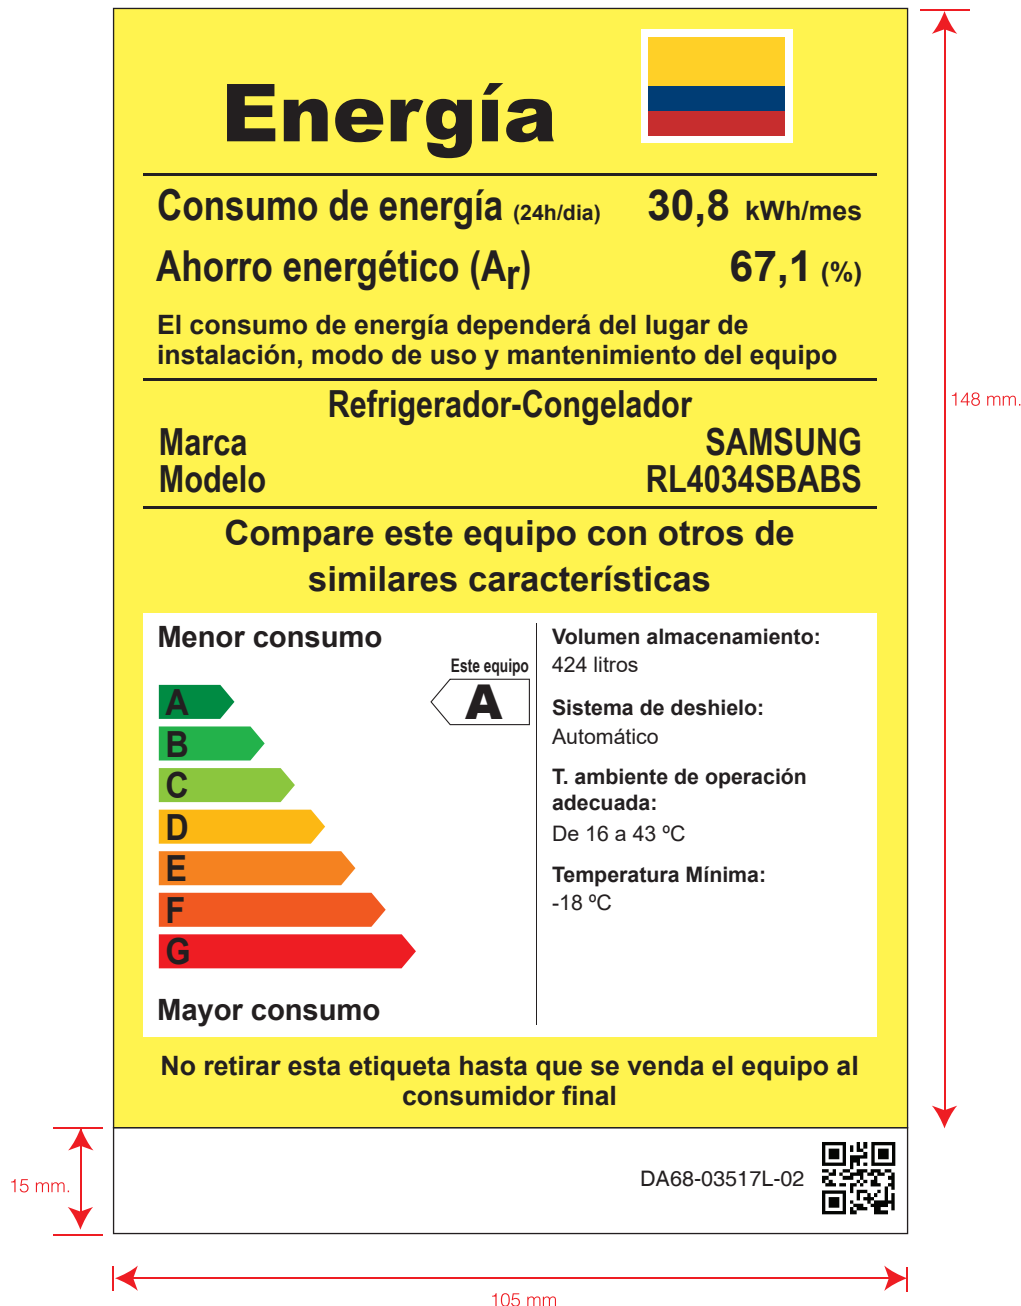 Energía
Consumo de energía (24h/dia) 30,8 kWh/mes
Ahorro energético (Ar) 67,1 (%)
El consumo de energía dependerá del lugar de
instalación, modo de uso y mantenimiento del equipo
Refrigerador-Congelador
Marca SAMSUNG
Modelo RL4034SBABS
Compare este equipo con otros de
similares características
Menor consumo
Este equipo
A
A
B
C
D
E
F
G
Mayor consumo
Volumen almacenamiento:
424 litros
Sistema de deshielo:
Automático
T. ambiente de operación
adecuada:
De 16 a 43 ºC
Temperatura Mínima:
-18 ºC
No retirar esta etiqueta hasta que se venda el equipo al
consumidor final
148 mm.
15 mm.
DA68-03517L-02
105 mm